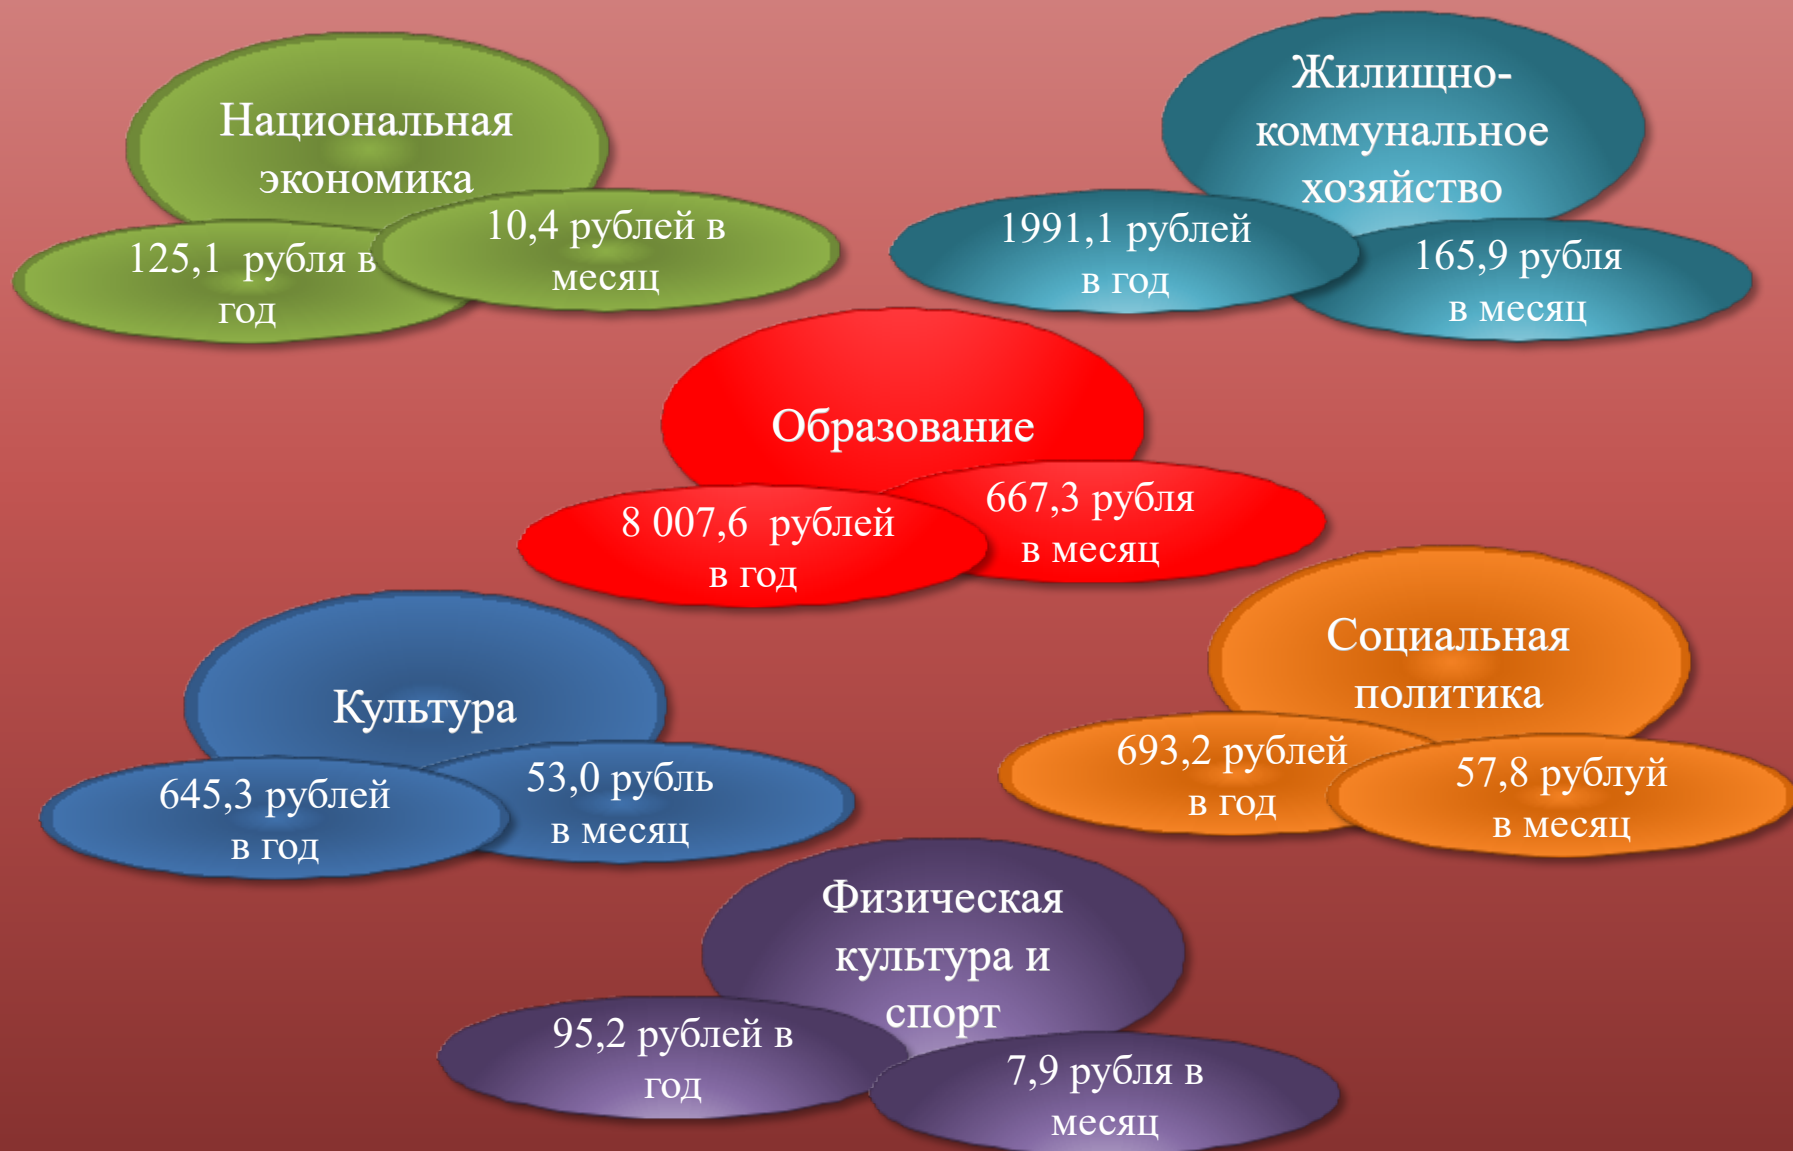 Национальная
экономика
125,1 рубля в
год
10,4 рублей в
месяц
Жилищно-
коммунальное
хозяйство
1991,1 рублей
в год
165,9 рубля
в месяц
Образование
8 007,6 рублей
в год
667,3 рубля
в месяц
Культура
645,3 рублей
в год
53,0 рубль
в месяц
Социальная
политика
693,2 рублей
в год
57,8 рублуй
в месяц
Физическая
культура и
спорт
95,2 рублей в
год
7,9 рубля в
месяц